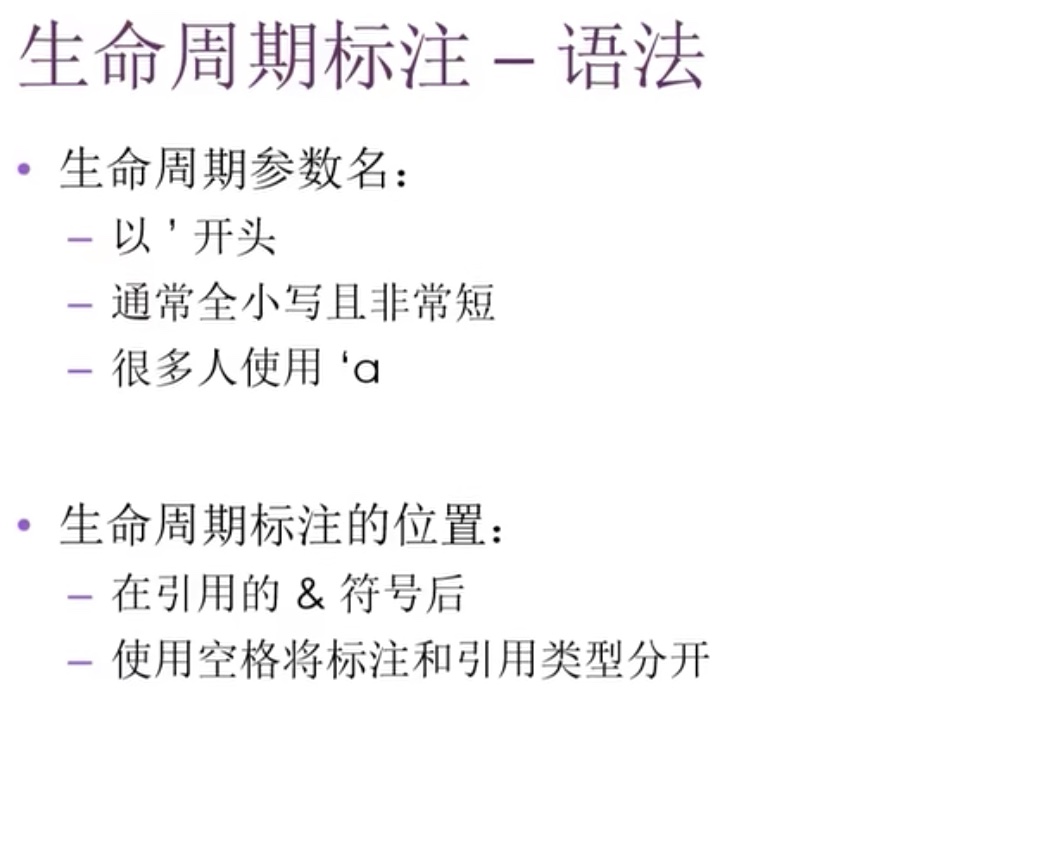 生命周期标注 – 语法
• 生命周期参数名：
– 以 ’ 开头
– 通常全小写且非常短
– 很多人使用 ‘a
• 生命周期标注的位置：
– 在引用的 & 符号后
– 使用空格将标注和引用类型分开